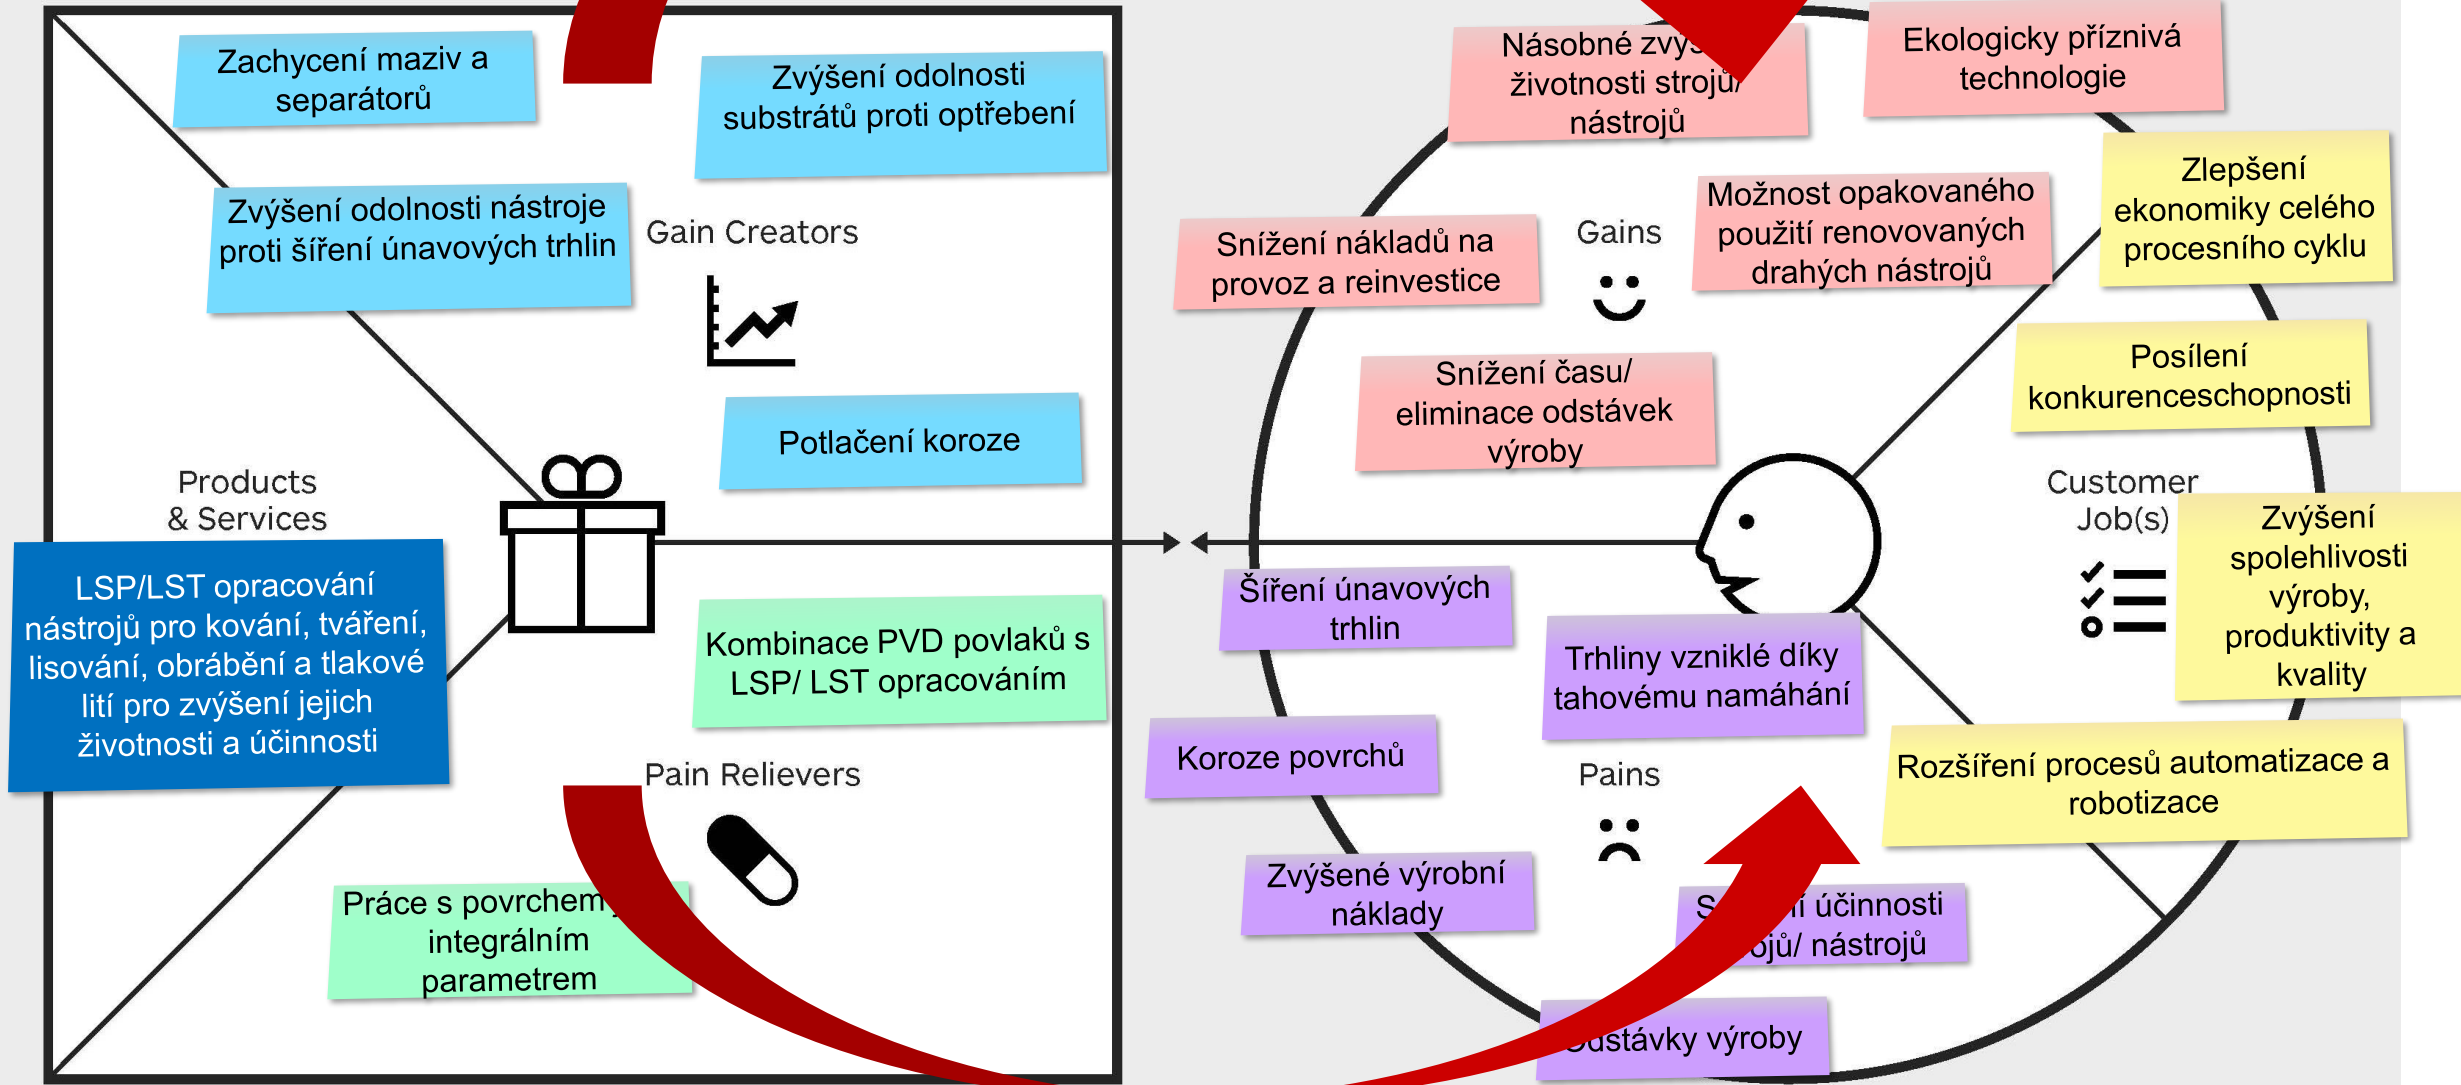 Zachycení maziv a
separátorů
Zvýšení odolnosti
substrátů proti optřebení
Zvýšení odolnosti nástroje
proti šíření únavových trhlin
Gain Creators
Potlačení koroze
Products
& Services
LSP/LST opracování
nástrojů pro kování, tváření,
lisování, obrábění a tlakové
lití pro zvýšení jejich
životnosti a účinnosti
Kombinace PVD povlaků s
LSP/ LST opracováním
Pain Relievers
Práce s povrchem
integrálním
parametrem
Násobné
životnosti strojů/
nástrojů
Ekologicky příznivá
technologie
Zlepšení
ekonomiky celého
procesního cyklu
Snížení nákladů na
provoz a reinvestice
Gains
Možnost opakovaného
použití renovovaných
drahých nástrojů
Snížení času/
eliminace odstávek
výroby
Posílení
konkurenceschopnosti
Customer
Job(s)
Zvýšení
spolehlivosti
výroby,
produktivity a
kvality
Šíření únavových
trhlin
Trhliny vzniklé díky
tahovému namáhání
Koroze povrchů
Pains
Rozšíření procesů automatizace a
robotizace
Zvýšené výrobní
náklady
účinnosti
nástrojů
Odstávky výroby